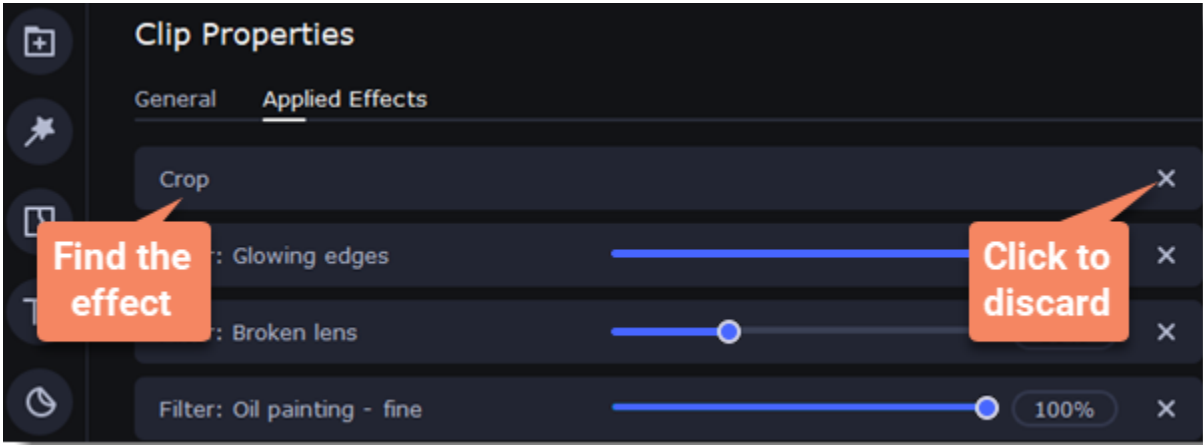 Clip Properties
General Applied Effects
Crop
Find the
effect
Click to
discard
: Glowing edges
: Broken lens
Filter: Oil painting - fine 100%